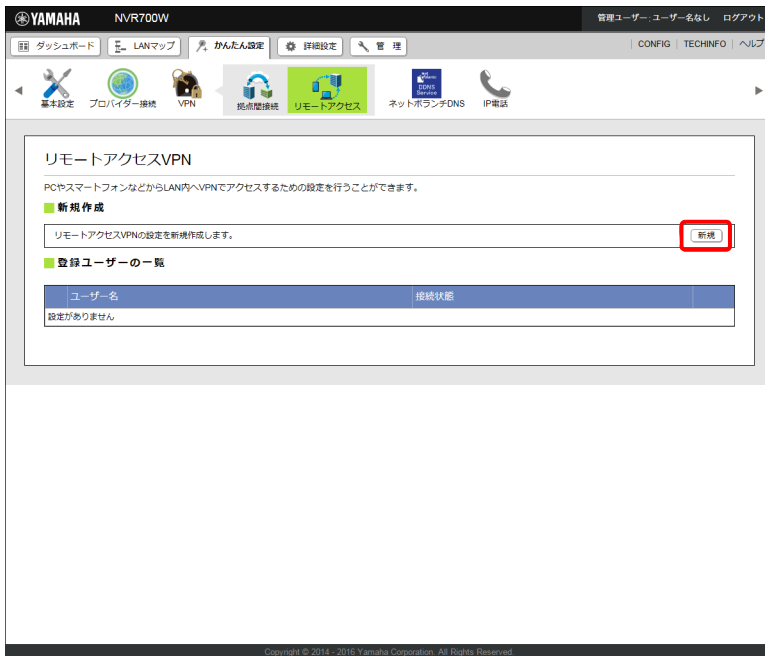 YAMAHA NVR700W 管理ユーザー:ユーザー名なし ログアウト
ダッシュボード LANマップ かんたん設定 詳細設定 管 理 CONFIG TECHINFO ヘルプ
基本設定 プロバイダー接続 VPN 拠点間接続 リモートアクセス DDNS Service ネットボランチDNS IP電話
リモートアクセスVPN
PCやスマートフォンなどからLAN内へVPNでアクセスするための設定を行うことができます。
新規作成
リモートアクセスVPNの設定を新規作成します。 新規
登録ユーザーの一覧
ユーザー名 接続状態
設定がありません
Copyright © 2014 - 2016 Yamaha Corporation. All Rights Reserved.